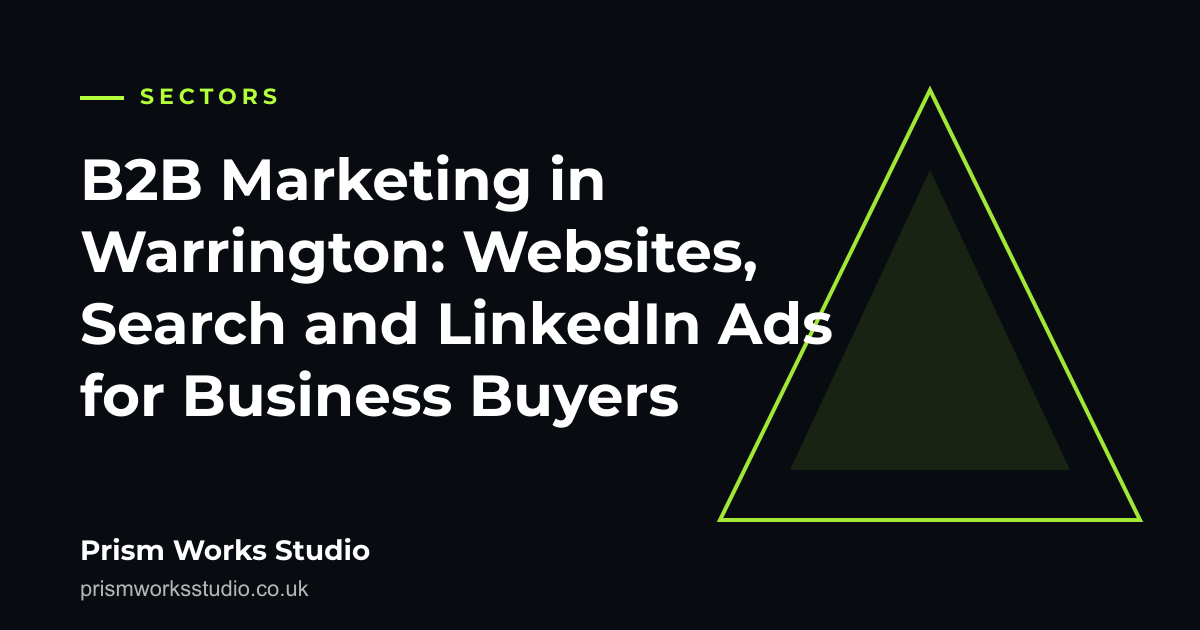 SECTORS
B2B Marketing in
Warrington: Websites,
Search and LinkedIn Ads
for Business Buyers
Prism Works Studio
prismworksstudio.co.uk